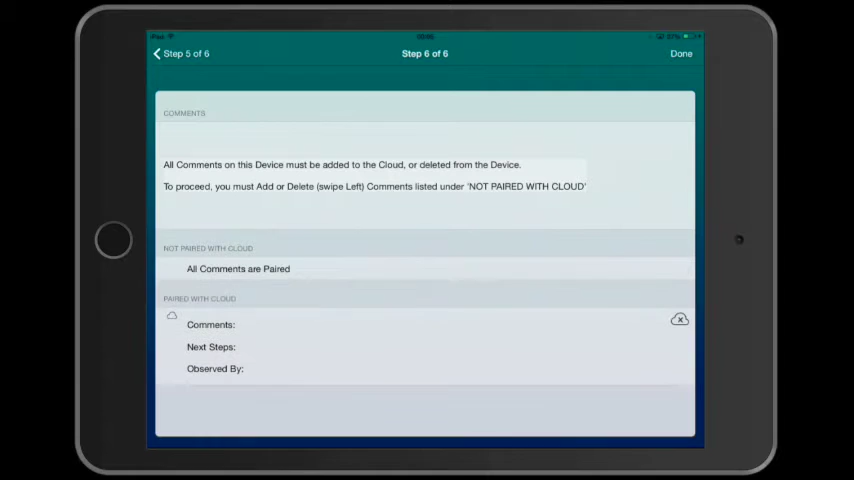 iPad
Step 5 of 6
Step 6 of 6
Done
COMMENTS
All Comments on this Device must be added to the Cloud, or deleted from the Device.
To proceed, you must Add or Delete (swipe Left) Comments listed under 'NOT PAIRED WITH CLOUD'
NOT PAIRED WITH CLOUD
All Comments are Paired
PAIRED WITH CLOUD
Comments:
Next Steps:
Observed By: